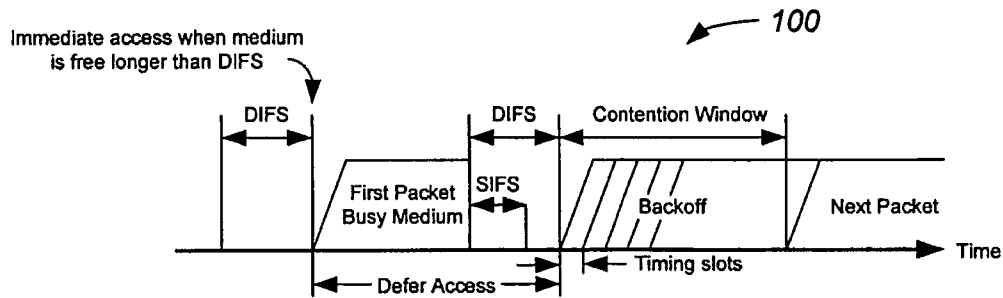 100
Immediate access when medium
is free longer than DIFS
DIFS
DIFS
Contention Window
First Packet
Busy Medium
SIFS
Backoff
Next Packet
Time
Timing slots
Defer Access